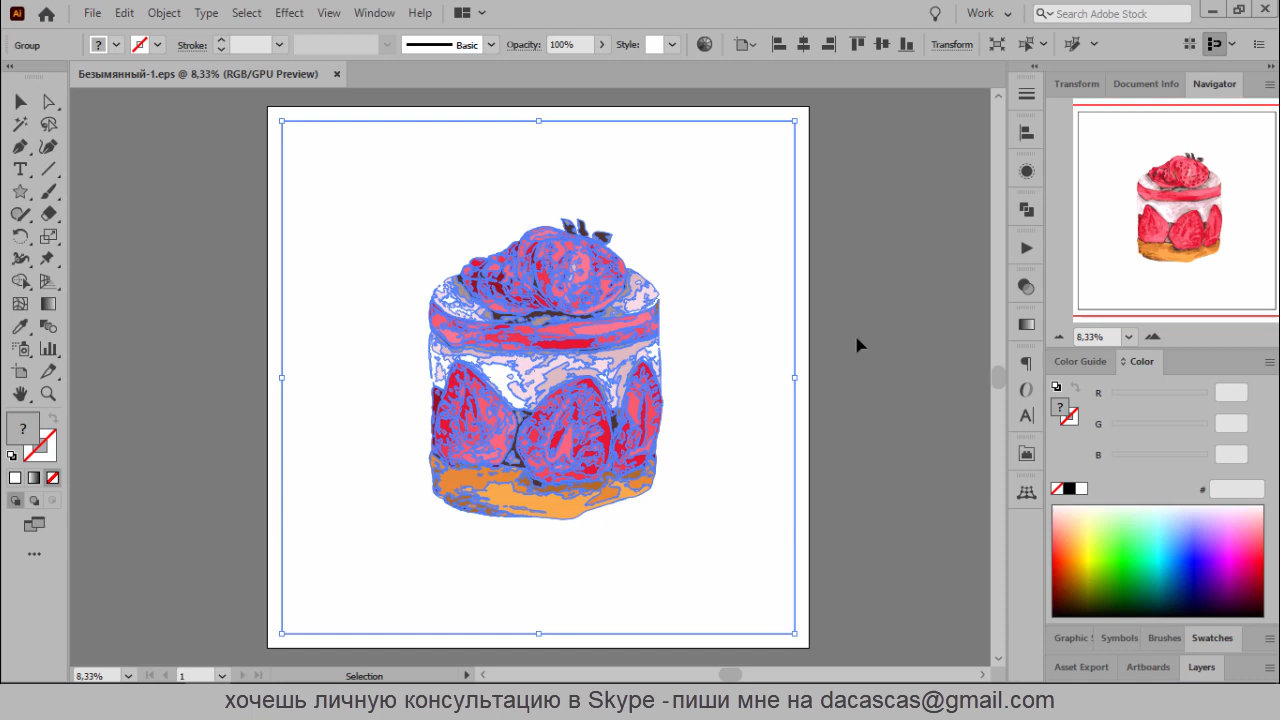 Ai File Edit Object Type Select Effect View Window Help Work Search Adobe Stock
Group ? Stroke: Basic Opacity: 100% Style: Transform
Безымянный-1.eps @ 8,33% (RGB/GPU Preview) ×
Transform Document Info Navigator
8,33%
Color Guide Color
R
? G
B
#
?
Graphic S Symbols Brushes Swatches
Asset Export Artboards Layers
8,33% 1 Selection
хочешь личную консультацию в Skype -пиши мне на dacascas@gmail.com